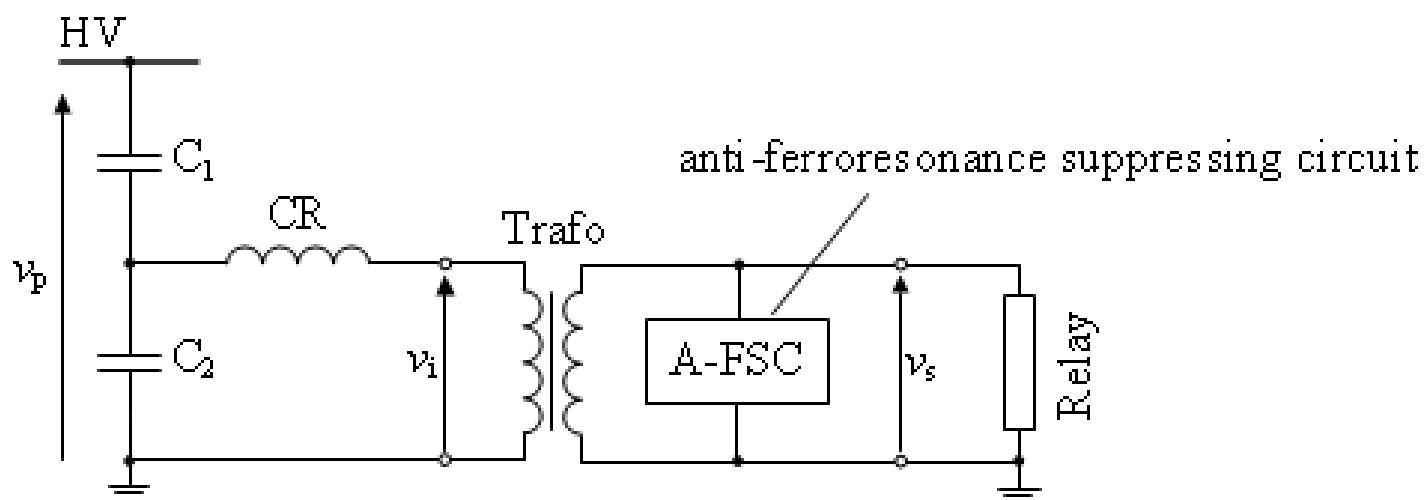 HV
C1
anti-ferroresonance suppressing circuit
CR
Trafo
vp
C2
vi
A-FSC
vs
Relay